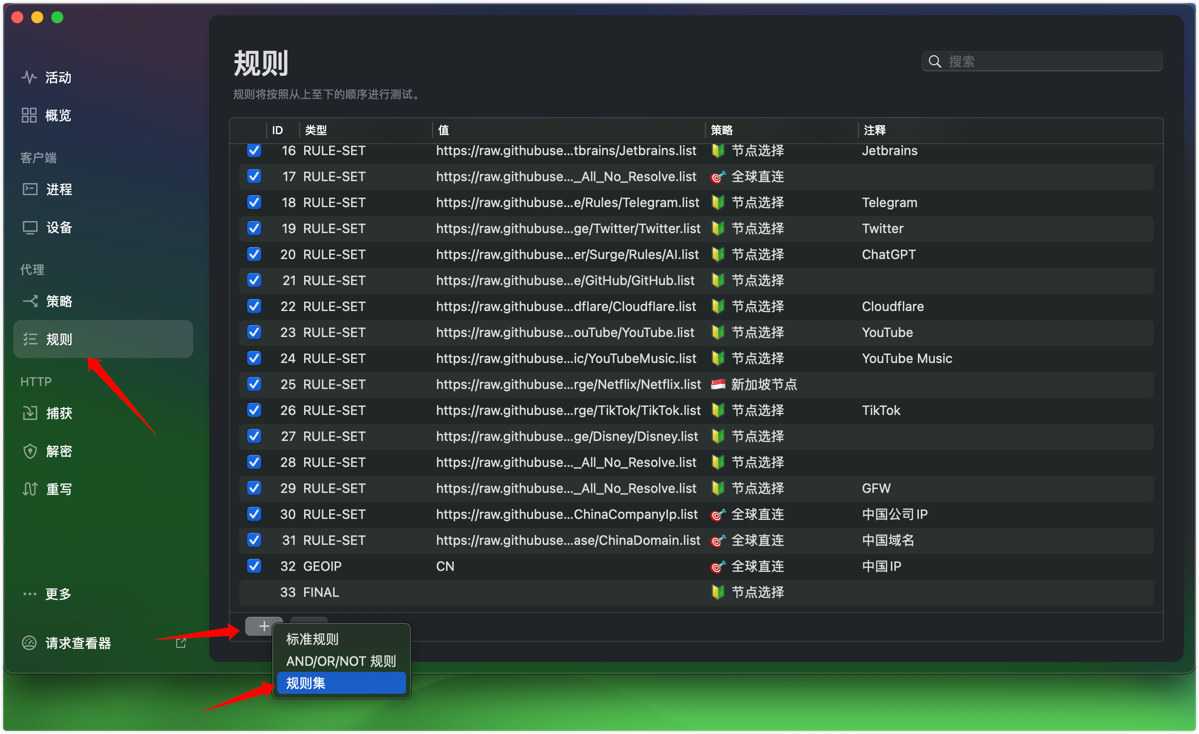 活动
概览
客户端
进程
设备
代理
策略
规则
HTTP
捕获
解密
重写
更多
请求查看器
规则
规则将按照从上至下的顺序进行测试。
搜索
ID 类型 值 策略 注释
16 RULE-SET https://raw.githubuse...tbrains/Jetbrains.list 节点选择 Jetbrains
17 RULE-SET https://raw.githubuse..._All_No_Resolve.list 全球直连
18 RULE-SET https://raw.githubuse...e/Rules/Telegram.list 节点选择 Telegram
19 RULE-SET https://raw.githubuse...ge/Twitter/Twitter.list 节点选择 Twitter
20 RULE-SET https://raw.githubuse...er/Surge/Rules/AI.list 节点选择 ChatGPT
21 RULE-SET https://raw.githubuse...e/GitHub/GitHub.list 节点选择
22 RULE-SET https://raw.githubuse...dflare/Cloudflare.list 节点选择 Cloudflare
23 RULE-SET https://raw.githubuse...ouTube/YouTube.list 节点选择 YouTube
24 RULE-SET https://raw.githubuse...ic/YouTubeMusic.list 节点选择 YouTube Music
25 RULE-SET https://raw.githubuse...rge/Netflix/Netflix.list 新加坡节点
26 RULE-SET https://raw.githubuse...rge/TikTok/TikTok.list 节点选择 TikTok
27 RULE-SET https://raw.githubuse...ge/Disney/Disney.list 节点选择
28 RULE-SET https://raw.githubuse..._All_No_Resolve.list 节点选择
29 RULE-SET https://raw.githubuse..._All_No_Resolve.list 节点选择 GFW
30 RULE-SET https://raw.githubuse...ChinaCompanyIp.list 全球直连 中国公司 IP
31 RULE-SET https://raw.githubuse...ase/ChinaDomain.list 全球直连 中国域名
32 GEOIP CN 全球直连 中国 IP
33 FINAL 节点选择
标准规则
AND/OR/NOT 规则
规则集